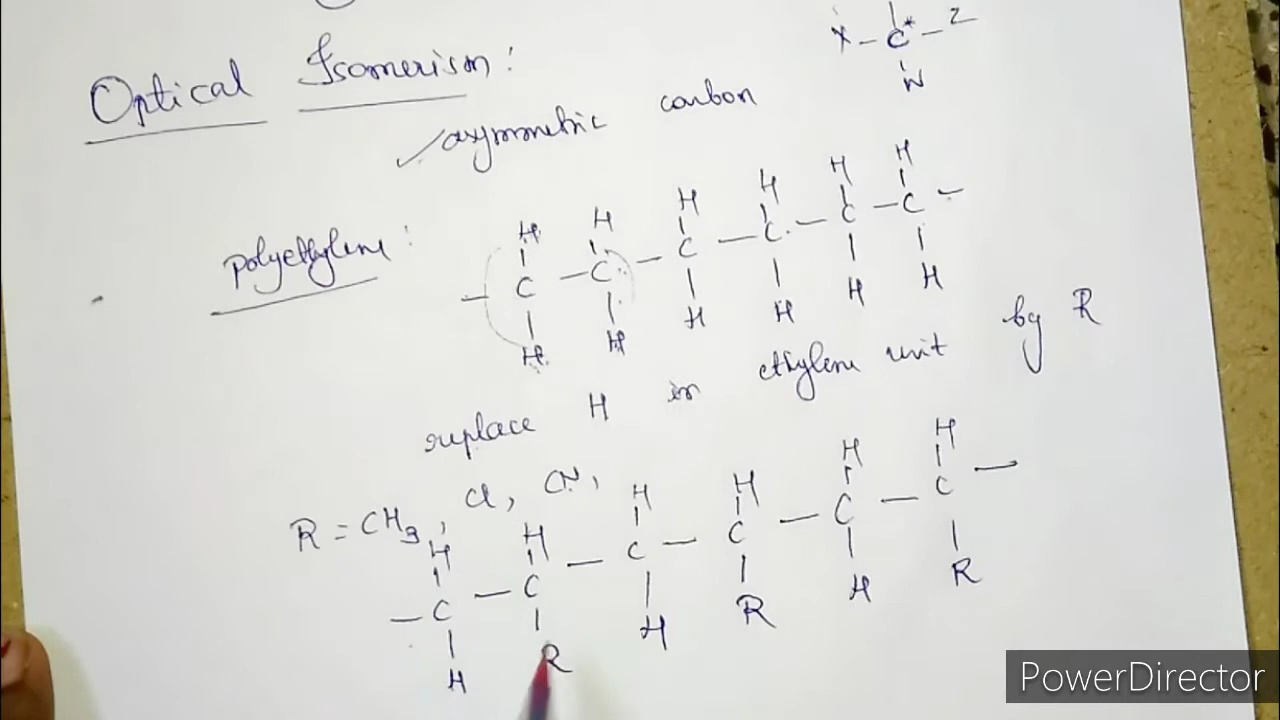 Optical Isomerism :
X - C* - Z
N
✓ asymmetric carbon
H H H H H H
polyethylene :
- C - C - C - C - C - C -
H H H H H H
replace H in ethylene unit by R
R = CH3, Cl, CN,
H H H H H H
- C - C - C - C - C - C -
H R H R H R
PowerDirector